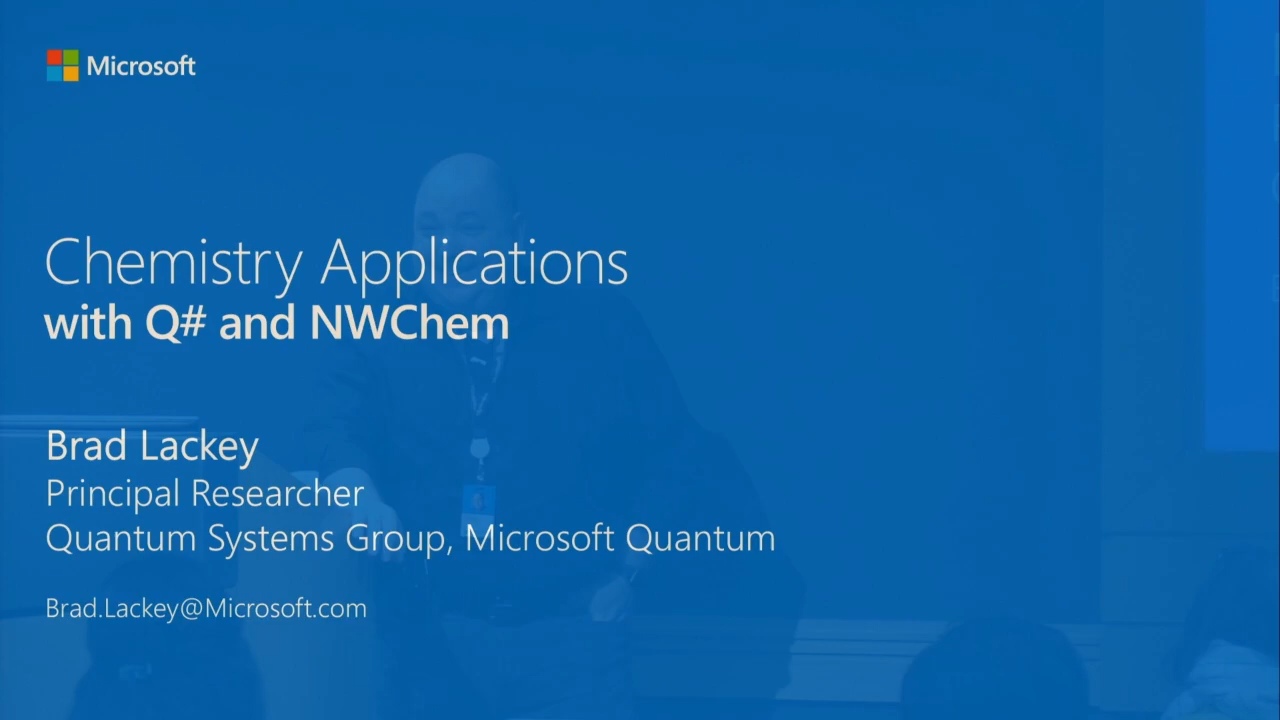 Microsoft
Chemistry Applications
with Q# and NWChem
Brad Lackey
Principal Researcher
Quantum Systems Group, Microsoft Quantum
Brad.Lackey@Microsoft.com